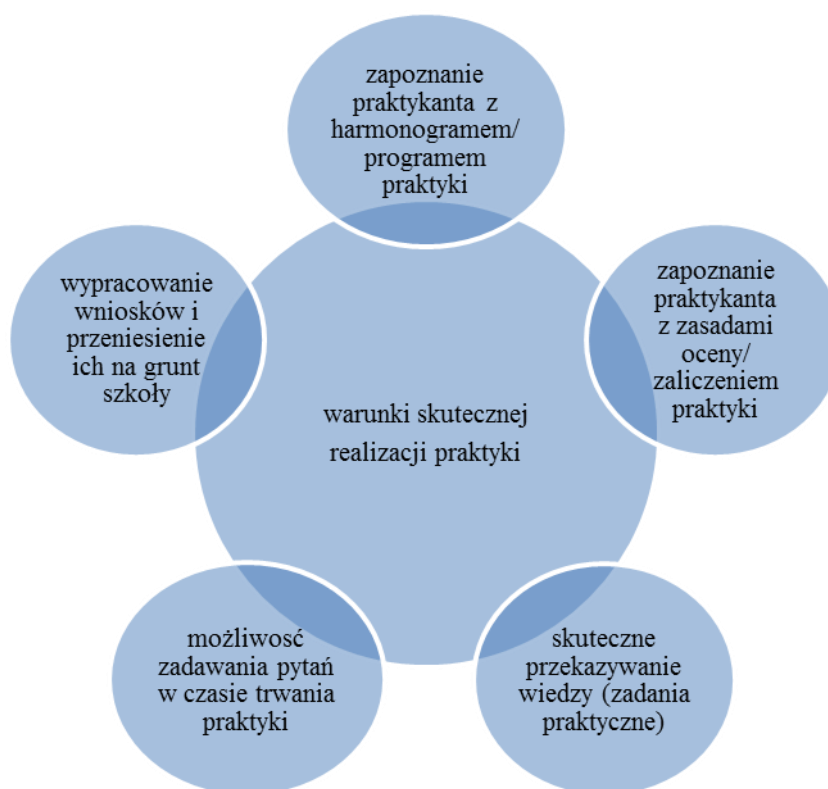 zapoznanie
praktykanta z
harmonogramem/
programem
praktyki
zapoznanie
praktykanta
z zasadami
oceny/
zaliczeniem
praktyki
skuteczne
przekazywanie
wiedzy (zadania
praktyczne)
możliwosć
zadawania pytań
w czasie trwania
praktyki
wypracowanie
wniosków i
przeniesienie
ich na grunt
szkoły
warunki skutecznej
realizacji praktyki